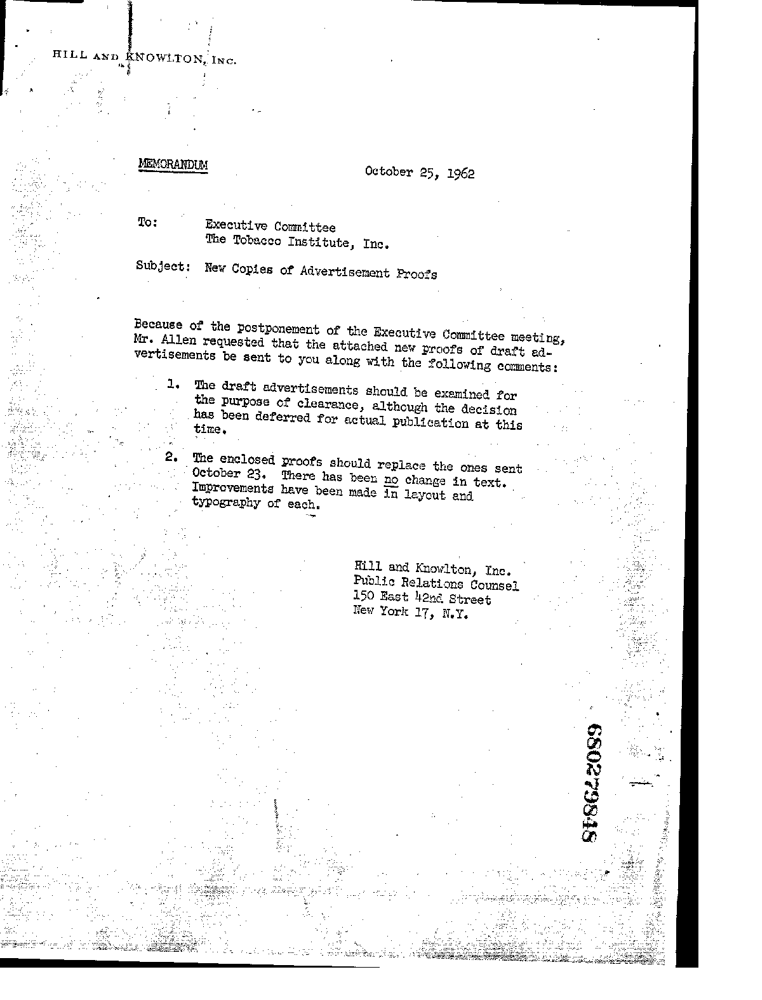 HILL AND KNOWLTON, INC.
MEMORANDUM
October 25, 1962
To: Executive Committee
The Tobacco Institute, Inc.
Subject: New Copies of Advertisement Proofs
Because of the postponement of the Executive Committee meeting,
Mr. Allen requested that the attached new proofs of draft ad-
vertisements be sent to you along with the following comments:
1. The draft advertisements should be examined for
the purpose of clearance, although the decision
has been deferred for actual publication at this
time.
2. The enclosed proofs should replace the ones sent
October 23. There has been no change in text.
Improvements have been made in layout and
typography of each.
Hill and Knowlton, Inc.
Public Relations Counsel
150 East 42nd Street
New York 17, N.Y.
680279848